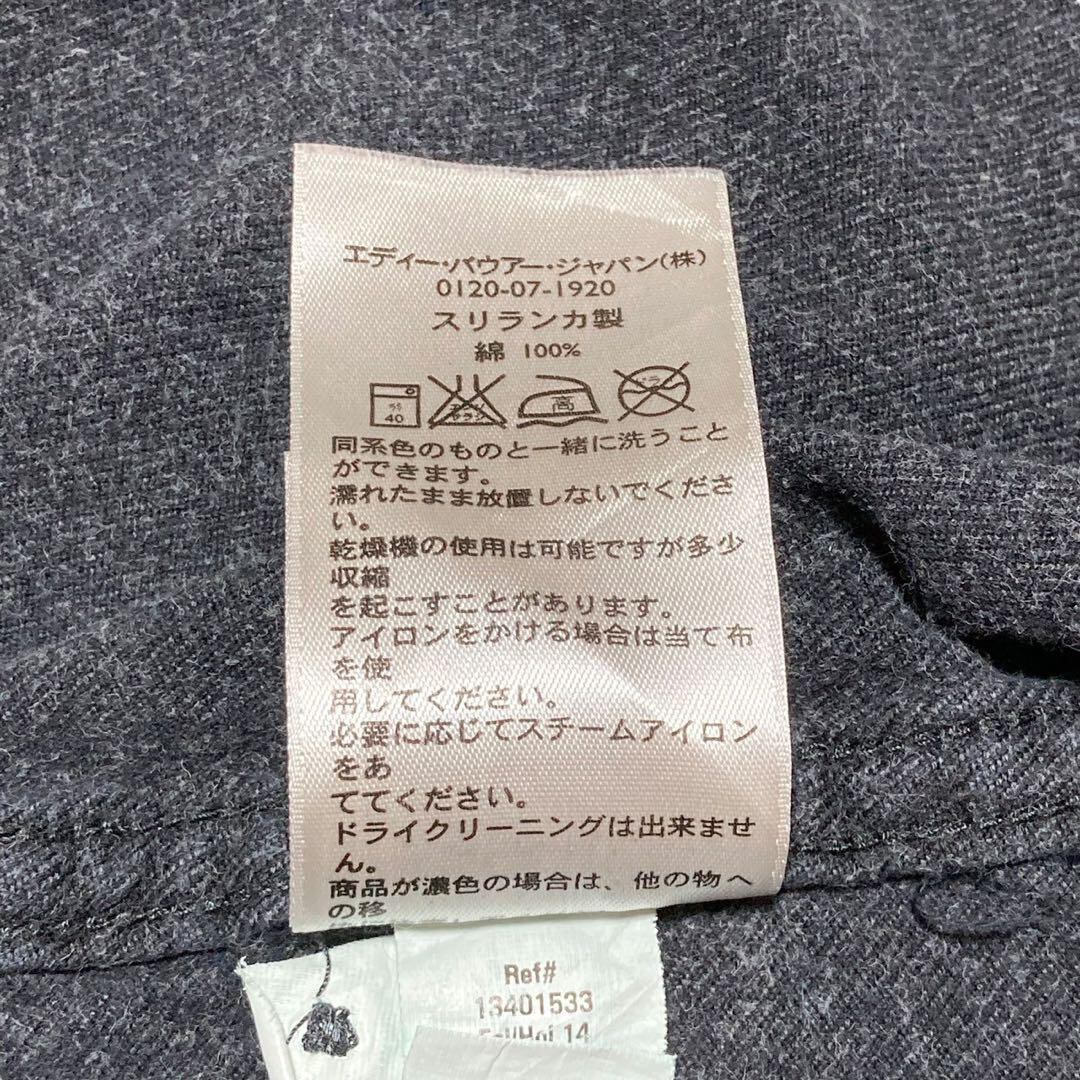 エディー・バウアー・ジャパン(株)
0120-07-1920
スリランカ製
綿 100%
40
高
同系色のものと一緒に洗うこと
ができます。
濡れたまま放置しないでくださ
い。
乾燥機の使用は可能ですが多少
収縮
を起こすことがあります。
アイロンをかける場合は当て布
を使
用してください。
必要に応じてスチームアイロン
をあ
ててください。
ドライクリーニングは出来ませ
ん。
商品が濃色の場合は、他の物へ
の移
Ref#
13401533
Fall/Hol 14